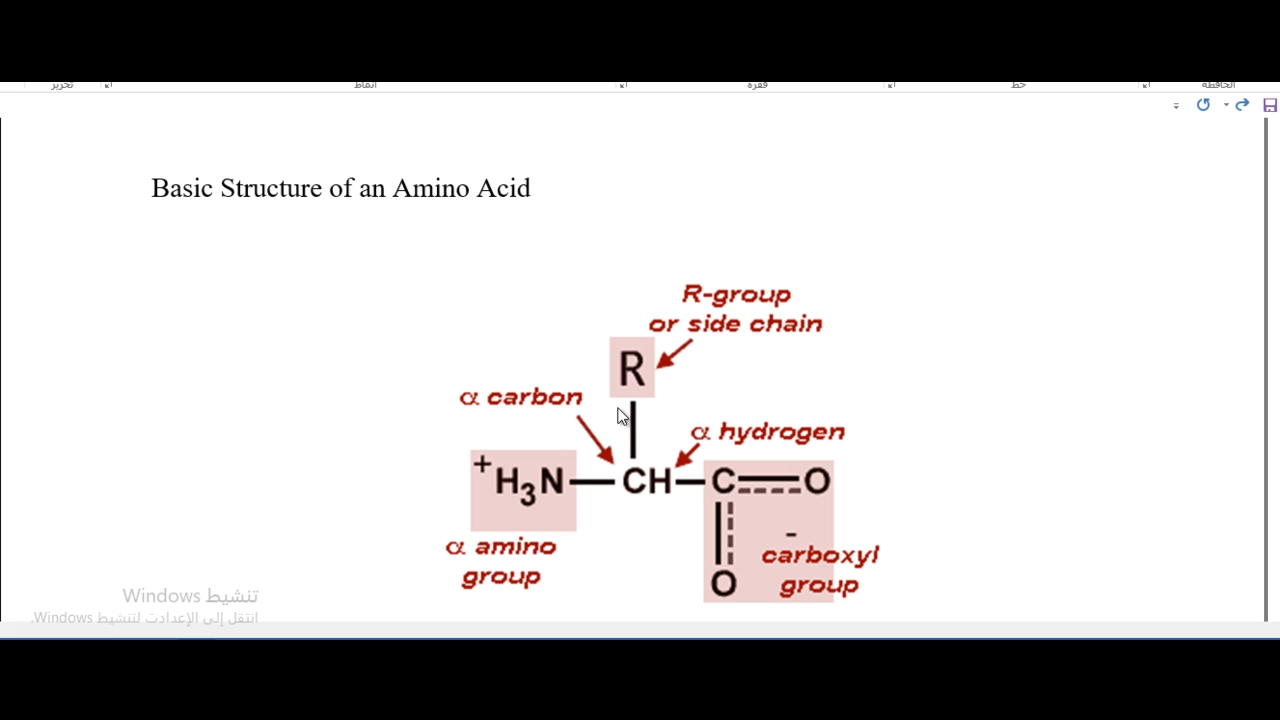 الحافظة
خط
فقرة
أنماط
تحرير
Basic Structure of an Amino Acid
R-group
or side chain
R
α carbon
α hydrogen
+H3N
CH
C
O
α amino
group
-
carboxyl
group
O
تنشيط Windows
انتقل إلى الإعدادت لتنشيط Windows.